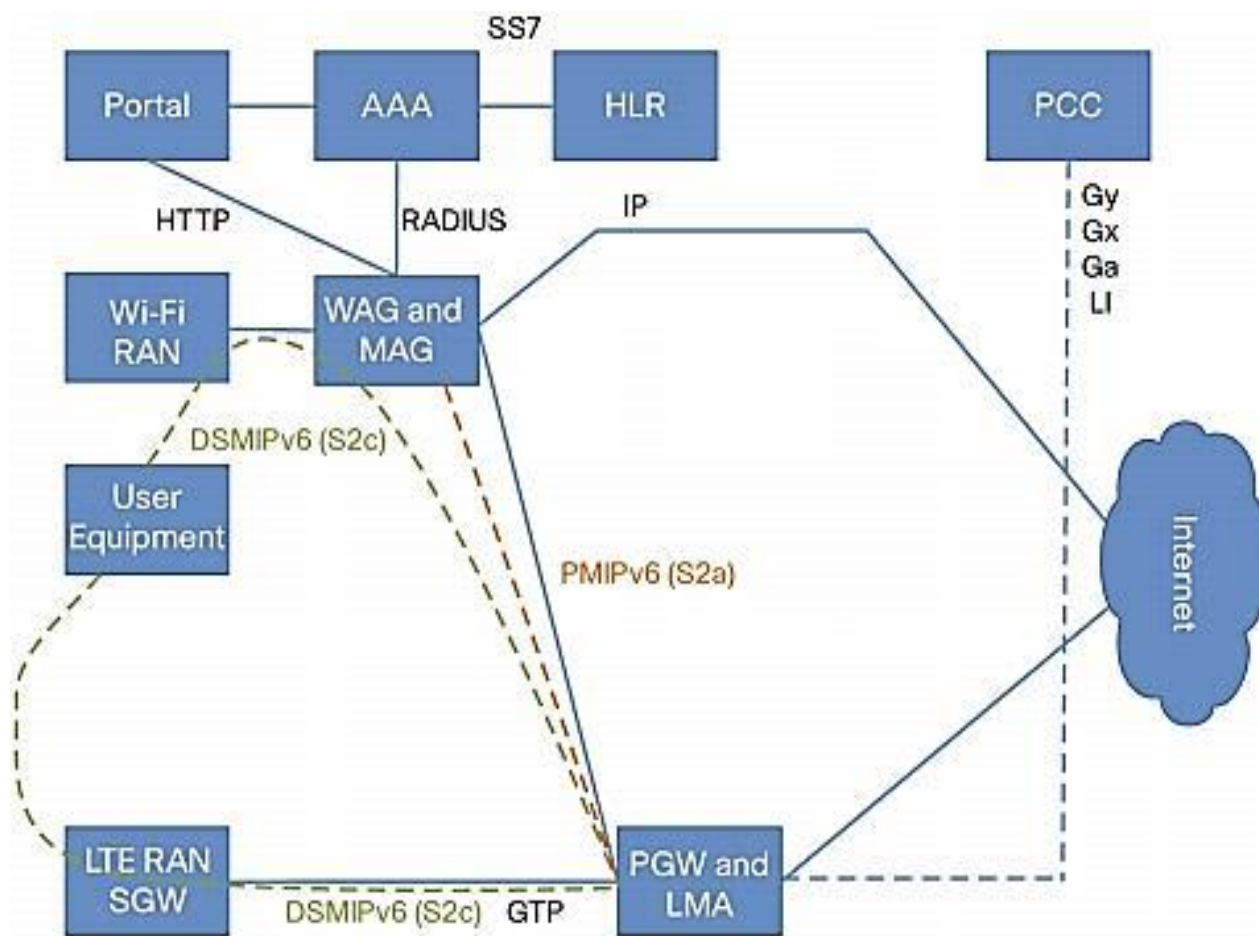 SS7
Portal
AAA
HLR
PCC
HTTP
RADIUS
IP
Gy
Gx
Ga
LI
Wi-Fi
RAN
WAG and
MAG
DSMIPv6 (S2c)
User
Equipment
PMIPv6 (S2a)
Internet
LTE RAN
SGW
DSMIPv6 (S2c) GTP
PGW and
LMA